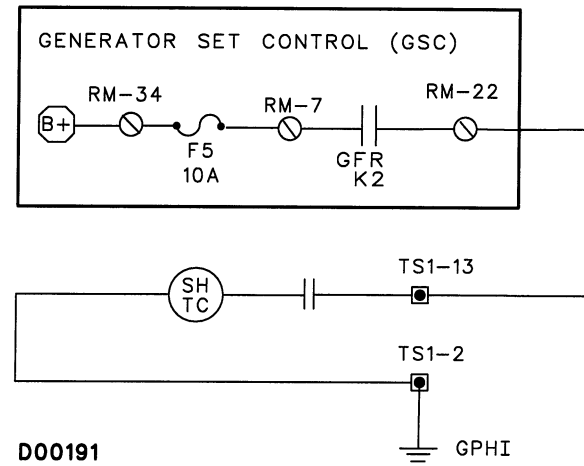 GENERATOR SET CONTROL (GSC)
RM-34
RM-7
RM-22
B+
F5
10A
GFR
K2
SH
TC
TS1-13
TS1-2
D00191
GPHI